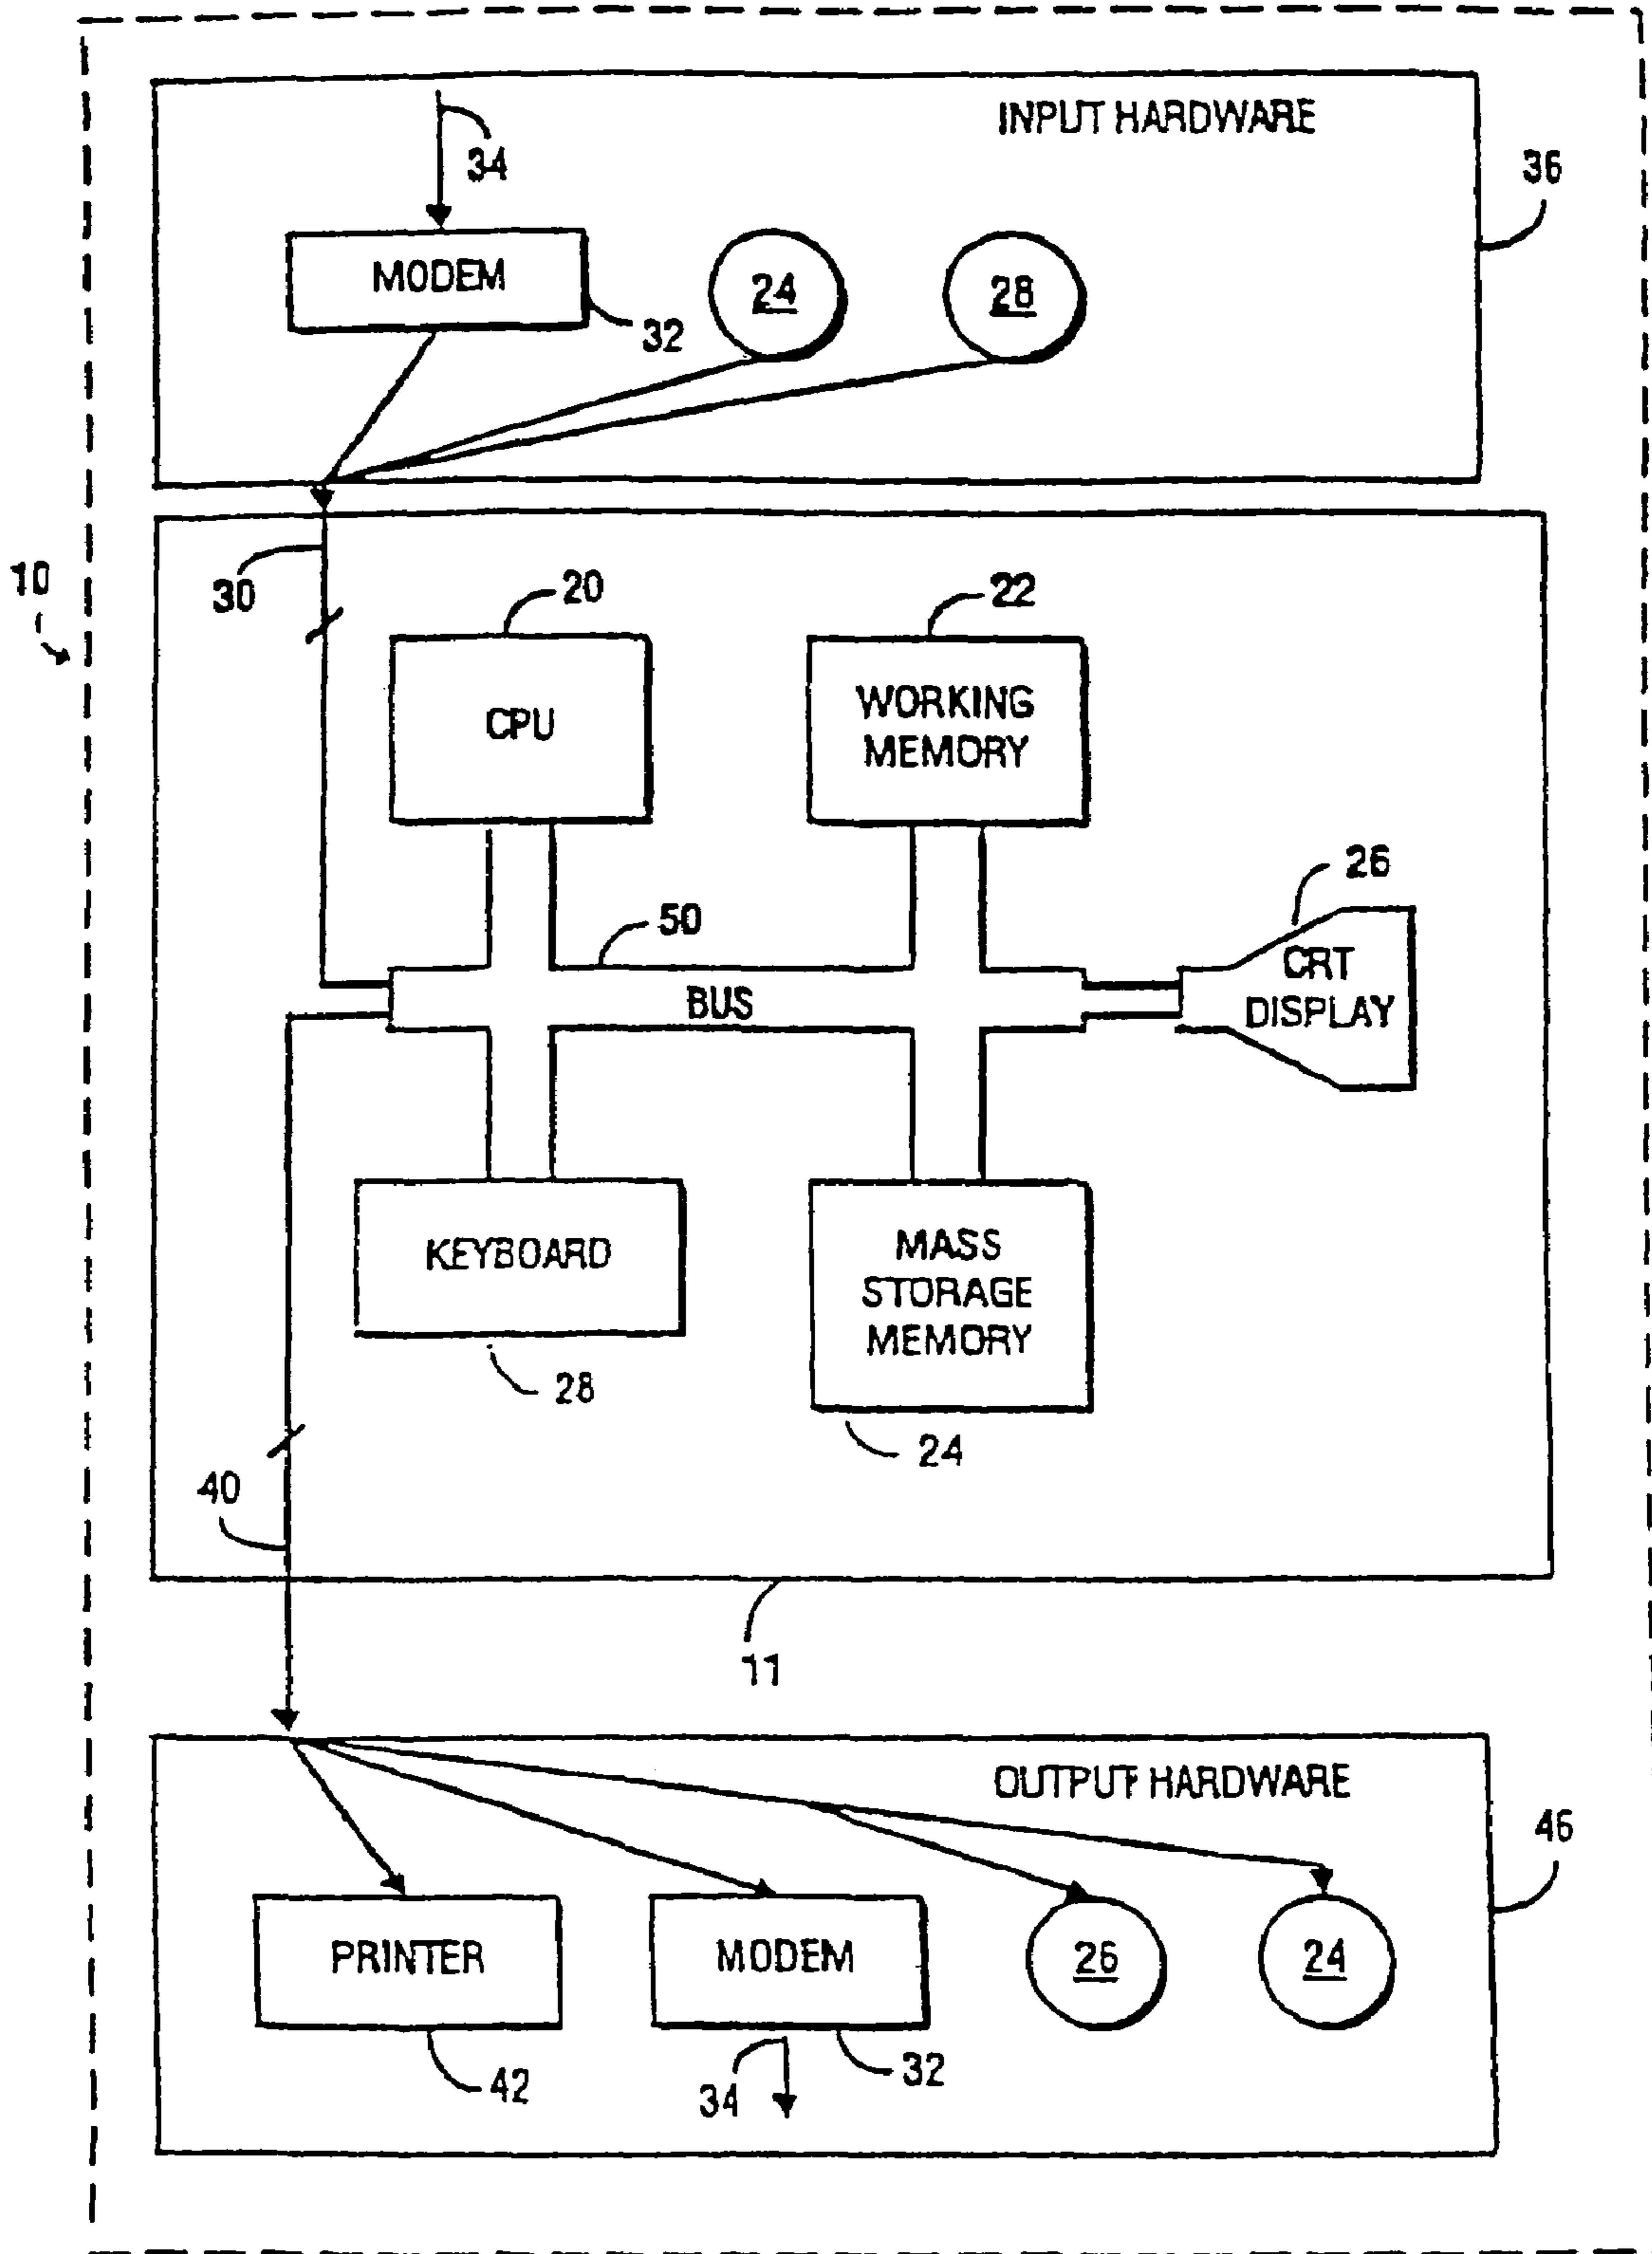 INPUT HARDWARE
34
36
MODEM
24
28
32
10
30
20
22
CPU
WORKING
MEMORY
26
50
CRT
DISPLAY
BUS
KEYBOARD
MASS
STORAGE
MEMORY
28
24
40
11
OUTPUT HARDWARE
46
PRINTER
MODEM
26
24
42
34
32